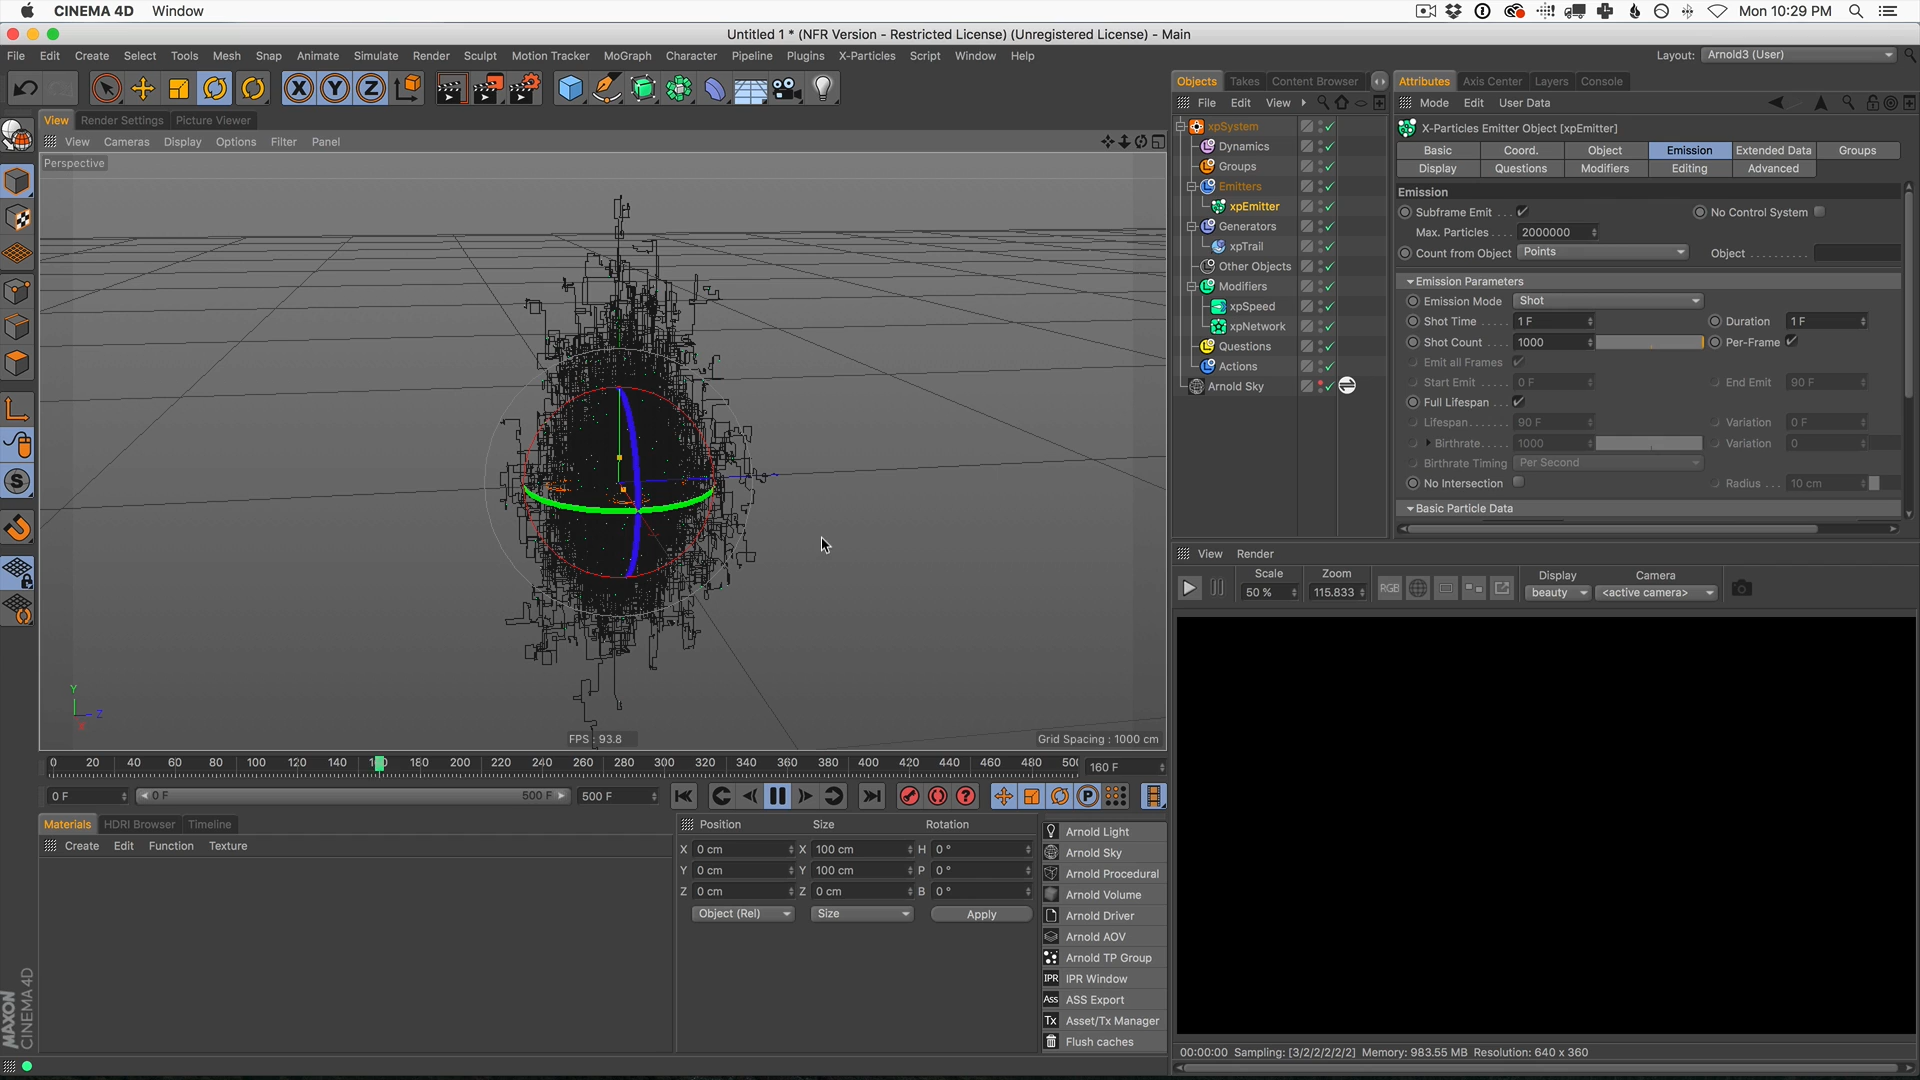 CINEMA 4D Window Mon 10:29 PM
Untitled 1 * (NFR Version - Restricted License) (Unregistered License) - Main
File Edit Create Select Tools Mesh Snap Animate Simulate Render Sculpt Motion Tracker MoGraph Character Pipeline Plugins X-Particles Script Window Help Layout: Arnold3 (User)
X Y Z
Objects Takes Content Browser
Attributes Axis Center Layers Console
File Edit View
Mode Edit User Data
View Render Settings Picture Viewer
View Cameras Display Options Filter Panel
Perspective
xpSystem
Dynamics
Groups
Emitters
xpEmitter
Generators
xpTrail
Other Objects
Modifiers
xpSpeed
xpNetwork
Questions
Actions
Arnold Sky
X-Particles Emitter Object [xpEmitter]
Basic Coord. Object Emission Extended Data Groups
Display Questions Modifiers Editing Advanced
Emission
Subframe Emit . . . No Control System
Max. Particles . . . . 2000000
Count from Object Points Object . . . . . . . . . .
Emission Parameters
Emission Mode Shot
Shot Time . . . . . 1 F Duration 1 F
Shot Count . . . . 1000 Per-Frame
Emit all Frames
Start Emit . . . . . 0 F End Emit 90 F
Full Lifespan . . . .
Lifespan. . . . . . . 90 F Variation 0 F
Birthrate. . . . . 1000 Variation 0
Birthrate Timing Per Second
No Intersection Radius . . . 10 cm
Basic Particle Data
Y
Z
X
FPS : 93.8
Grid Spacing : 1000 cm
View Render
Scale Zoom Display Camera
50 % 115.833 RGB beauty <active camera>
0 20 40 60 80 100 120 140 160 180 200 220 240 260 280 300 320 340 360 380 400 420 440 460 480 50 160 F
0 F 0 F 500 F 500 F P
Materials HDRI Browser Timeline
Create Edit Function Texture
Position Size Rotation
X 0 cm X 100 cm H 0 °
Y 0 cm Y 100 cm P 0 °
Z 0 cm Z 0 cm B 0 °
Object (Rel) Size Apply
Arnold Light
Arnold Sky
Arnold Procedural
Arnold Volume
Arnold Driver
Arnold AOV
Arnold TP Group
IPR IPR Window
Ass ASS Export
Tx Asset/Tx Manager
Flush caches
MAXON
CINEMA 4D
00:00:00 Sampling: [3/2/2/2/2/2] Memory: 983.55 MB Resolution: 640 x 360